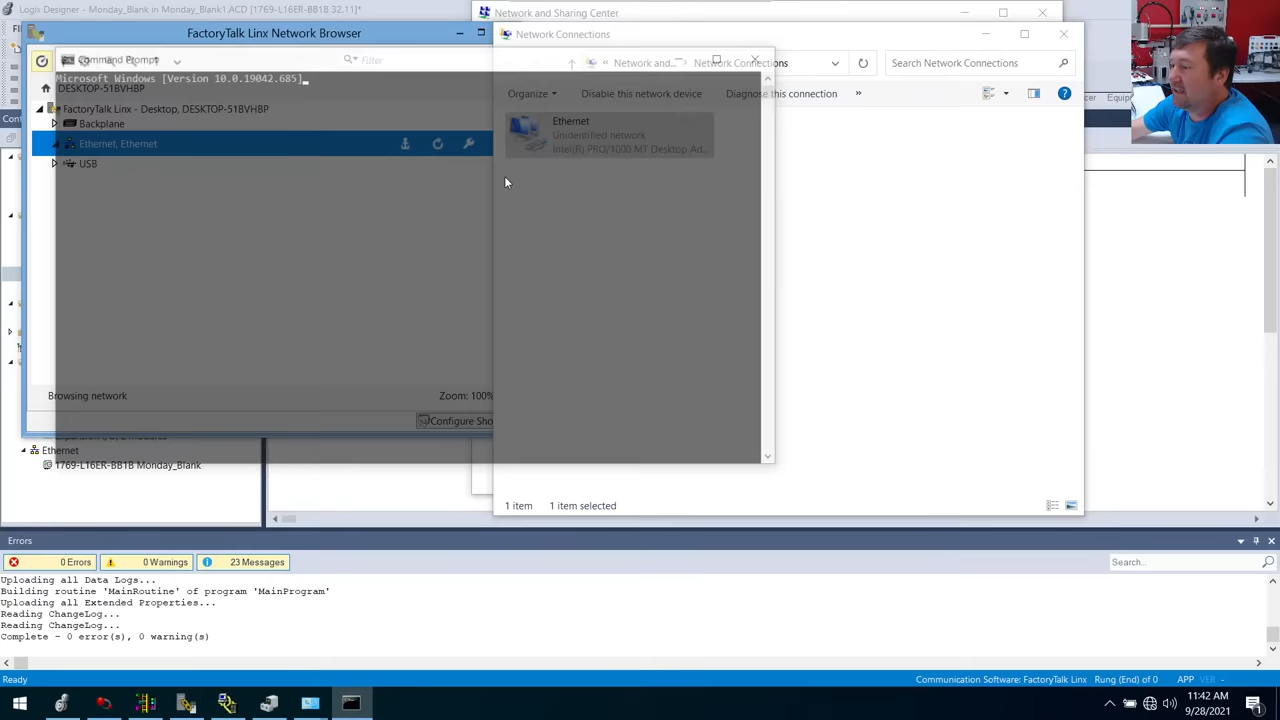 Logix Designer - Monday_Blank in Monday_Blank1.ACD [1769-L16ER-BB1B 32.11]*
Network and Sharing Center
FactoryTalk Linx Network Browser
Network Connections
Command Prompt
Filter
Network and...
Network Connections
Search Network Connections
Microsoft Windows [Version 10.0.19042.685]
DESKTOP-51BVHBP
Organize
Disable this network device
Diagnose this connection
»
FactoryTalk Linx - Desktop, DESKTOP-51BVHBP
Backplane
Ethernet, Ethernet
USB
Ethernet
Unidentified network
Intel(R) PRO/1000 MT Desktop Ad...
Browsing network
Zoom: 100%
Configure Sho
Ethernet
1769-L16ER-BB1B Monday_Blank
1 item
1 item selected
Errors
0 Errors
0 Warnings
23 Messages
Search...
Uploading all Data Logs...
Building routine 'MainRoutine' of program 'MainProgram'
Uploading all Extended Properties...
Reading ChangeLog...
Reading ChangeLog...
Complete - 0 error(s), 0 warning(s)
Ready
Communication Software: FactoryTalk Linx
Rung (End) of 0
APP
VER
11:42 AM
9/28/2021
1